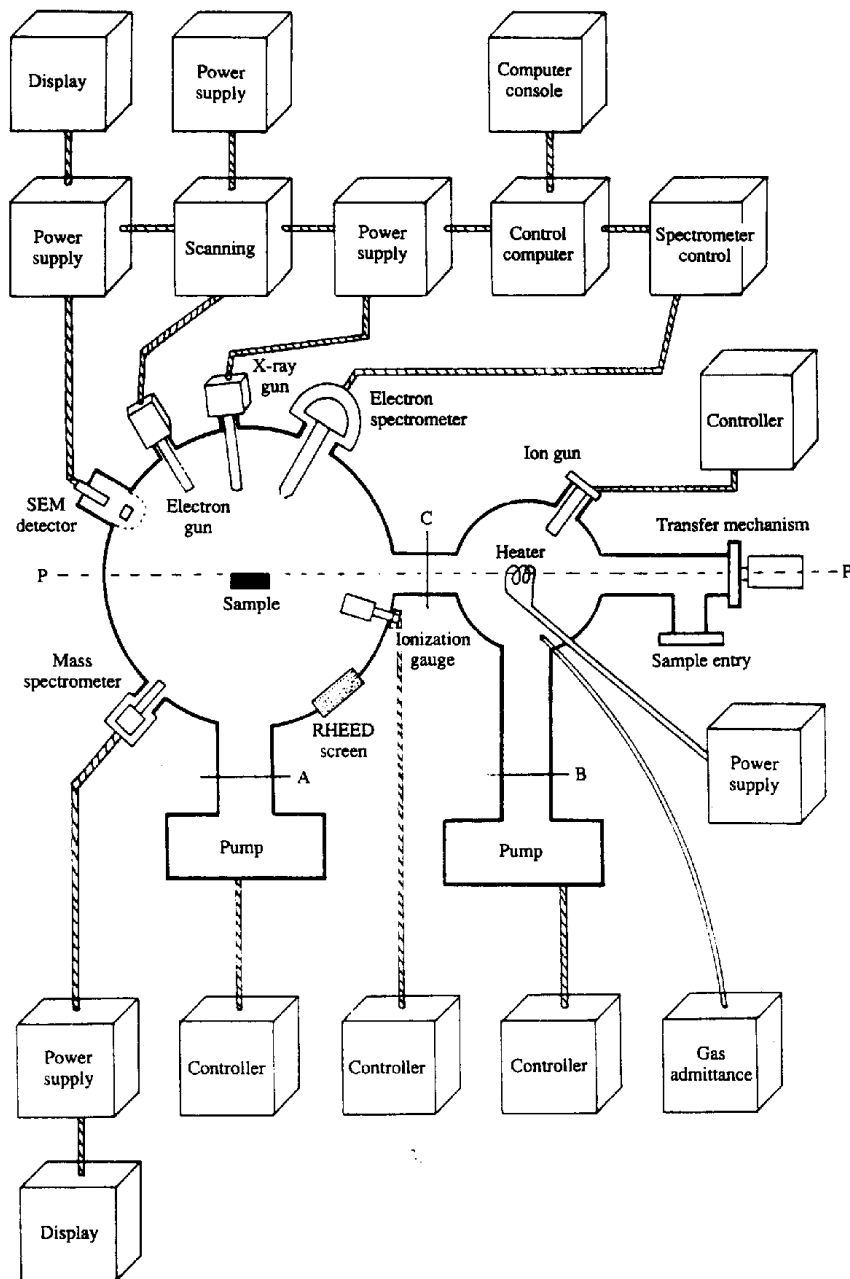 Display
Power
supply
Computer
console
Power
supply
Scanning
Power
supply
Control
computer
Spectrometer
control
X-ray
gun
Electron
spectrometer
Controller
Ion gun
SEM
detector
Electron
gun
C
Transfer mechanism
P
Heater
P
Sample
Ionization
gauge
Sample entry
Mass
spectrometer
RHEED
screen
Power
supply
A
B
Pump
Pump
Power
supply
Controller
Controller
Controller
Gas
admittance
Display